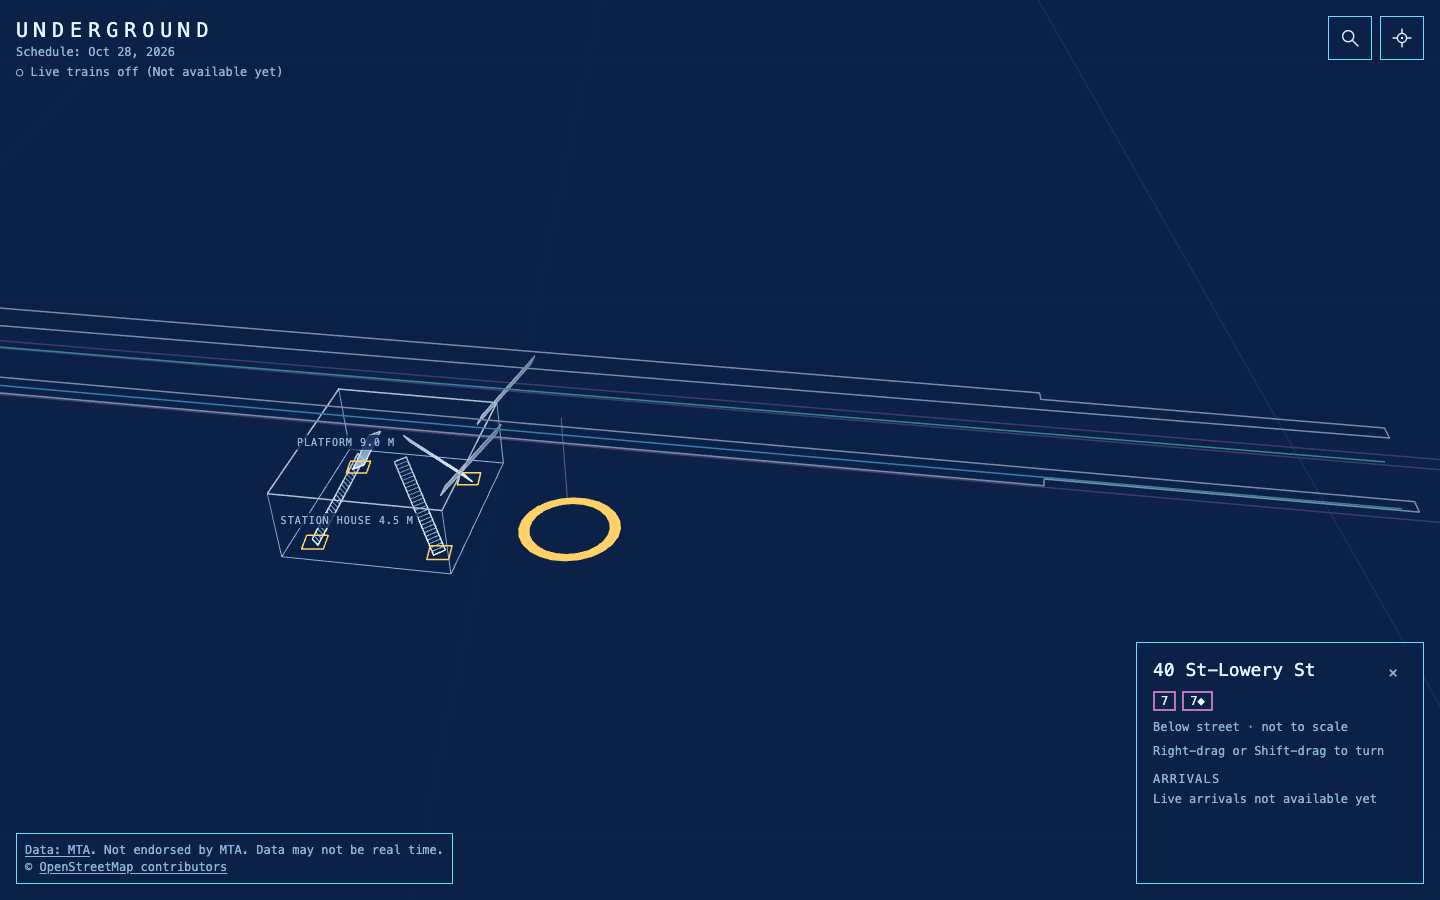 UNDERGROUND
Schedule: Oct 28, 2026
○ Live trains off (Not available yet)
PLATFORM 9.0 M
STATION HOUSE 4.5 M
40 St–Lowery St
×
7 7◆
Below street · not to scale
Right-drag or Shift-drag to turn
ARRIVALS
Live arrivals not available yet
Data: MTA. Not endorsed by MTA. Data may not be real time.
© OpenStreetMap contributors